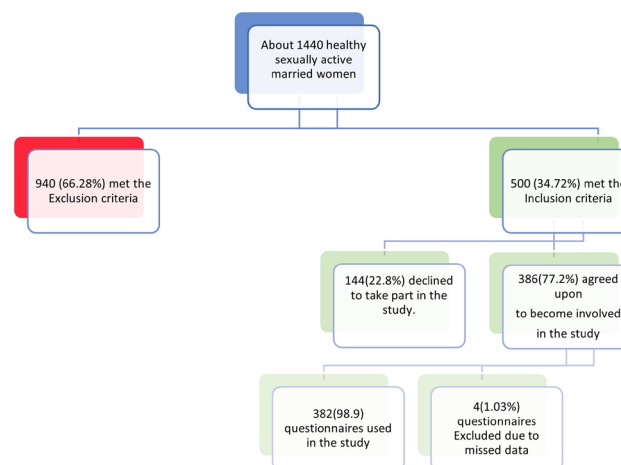 About 1440 healthy
sexually active
married women
940 (66.28%) met the
Exclusion criteria
500 (34.72%) met the
Inclusion criteria
144(22.8%) declined
to take part in the
study.
386(77.2%) agreed
upon
to become involved
in the study
382(98.9)
questionnaires used
in the study
4(1.03%)
questionnaires
Excluded due to
missed data